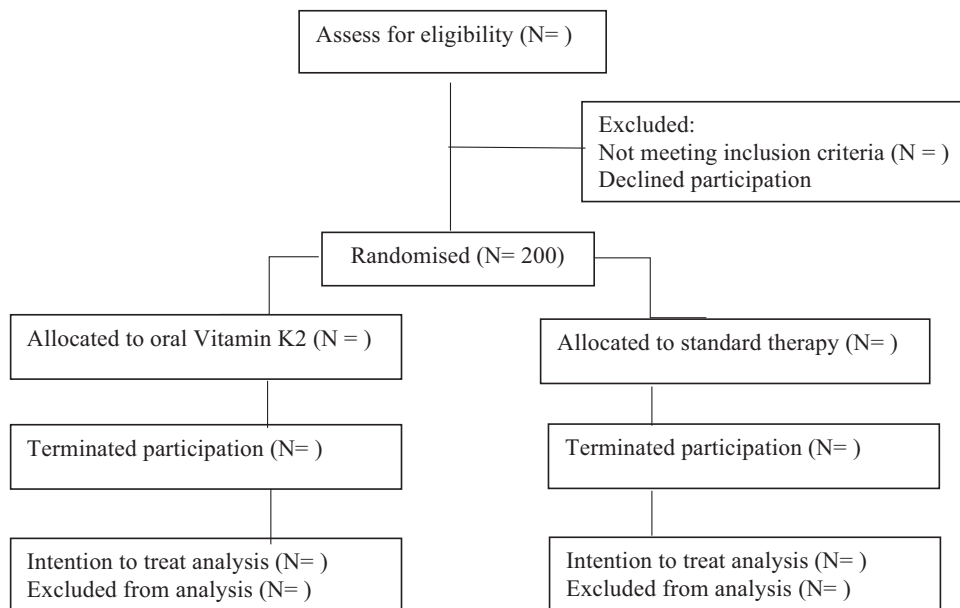 Assess for eligibility (N= )
Excluded:
Not meeting inclusion criteria (N = )
Declined participation
Randomised (N= 200)
Allocated to oral Vitamin K2 (N = )
Allocated to standard therapy (N= )
Terminated participation (N= )
Terminated participation (N= )
Intention to treat analysis (N= )
Excluded from analysis (N= )
Intention to treat analysis (N= )
Excluded from analysis (N= )